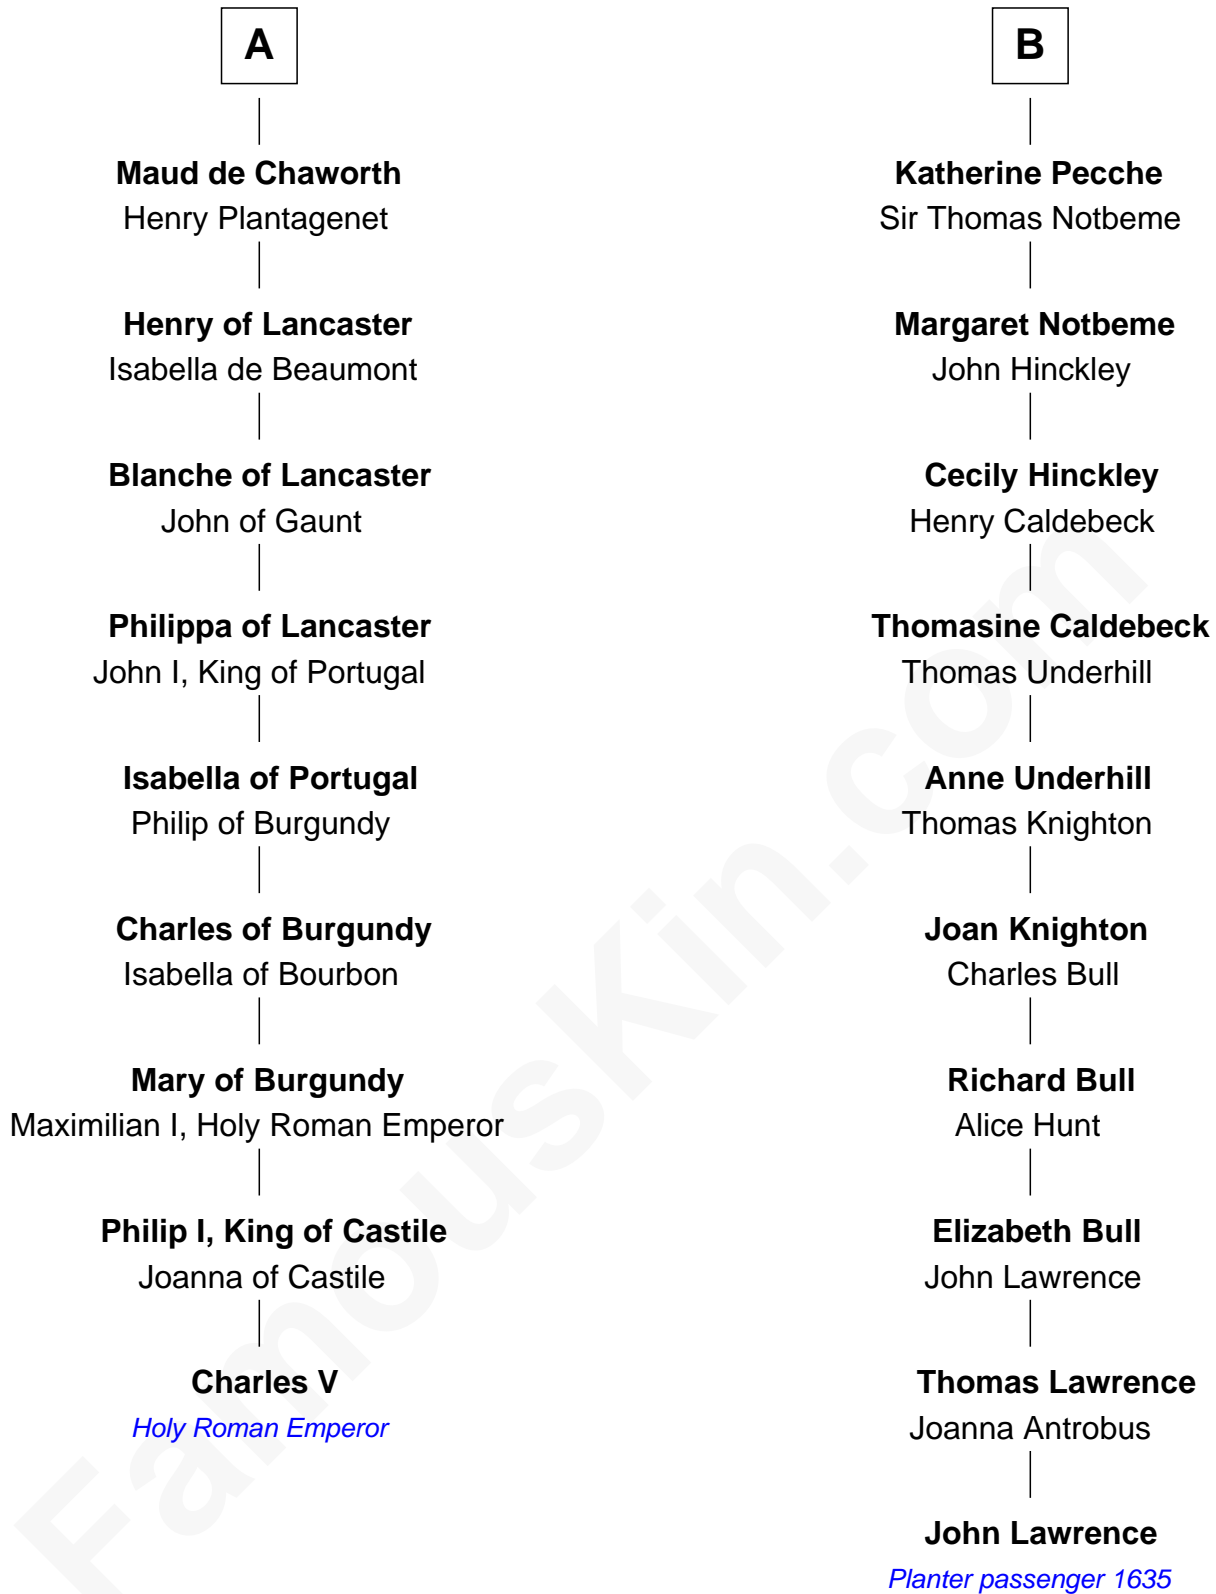 A
Maud de Chaworth
Henry Plantagenet
Henry of Lancaster
Isabella de Beaumont
Blanche of Lancaster
John of Gaunt
Philippa of Lancaster
John I, King of Portugal
Isabella of Portugal
Philip of Burgundy
Charles of Burgundy
Isabella of Bourbon
Mary of Burgundy
Maximilian I, Holy Roman Emperor
Philip I, King of Castile
Joanna of Castile
Charles V
Holy Roman Emperor
B
Katherine Pecche
Sir Thomas Notbeme
Margaret Notbeme
John Hinckley
Cecily Hinckley
Henry Caldebeck
Thomasine Caldebeck
Thomas Underhill
Anne Underhill
Thomas Knighton
Joan Knighton
Charles Bull
Richard Bull
Alice Hunt
Elizabeth Bull
John Lawrence
Thomas Lawrence
Joanna Antrobus
John Lawrence
Planter passenger 1635
FamousKin.com